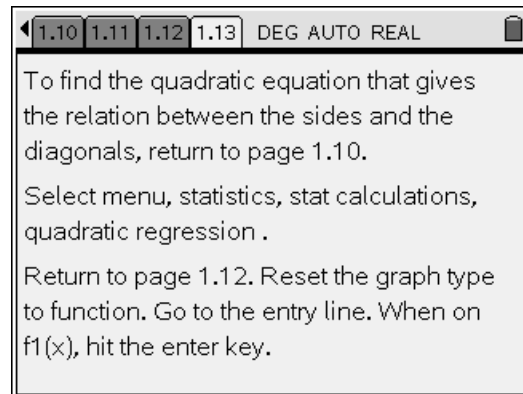 1.10 1.11 1.12 1.13 DEG AUTO REAL
To find the quadratic equation that gives
the relation between the sides and the
diagonals, return to page 1.10.
Select menu, statistics, stat calculations,
quadratic regression .
Return to page 1.12. Reset the graph type
to function. Go to the entry line. When on
f1(x), hit the enter key.